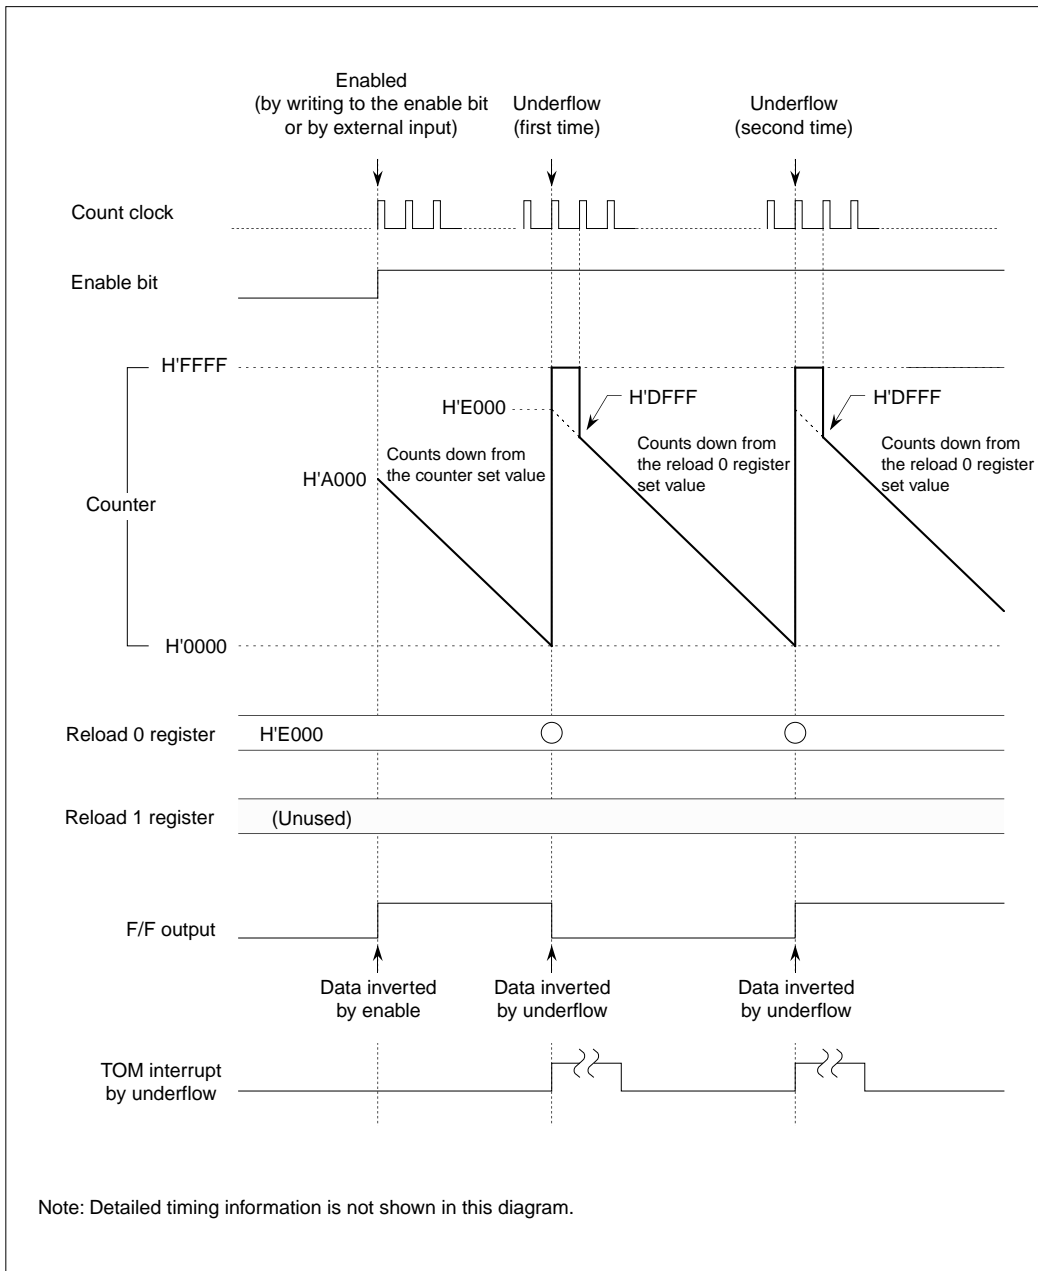 Enabled
(by writing to the enable bit
or by external input)
Underflow
(first time)
Underflow
(second time)
Count clock
Enable bit
H'FFFF
H'E000
H'DFFF
H'DFFF
Counts down from
the counter set value
Counts down from
the reload 0 register
set value
Counts down from
the reload 0 register
set value
H'A000
Counter
H'0000
Reload 0 register
H'E000
Reload 1 register
(Unused)
F/F output
Data inverted
by enable
Data inverted
by underflow
Data inverted
by underflow
TOM interrupt
by underflow
Note: Detailed timing information is not shown in this diagram.